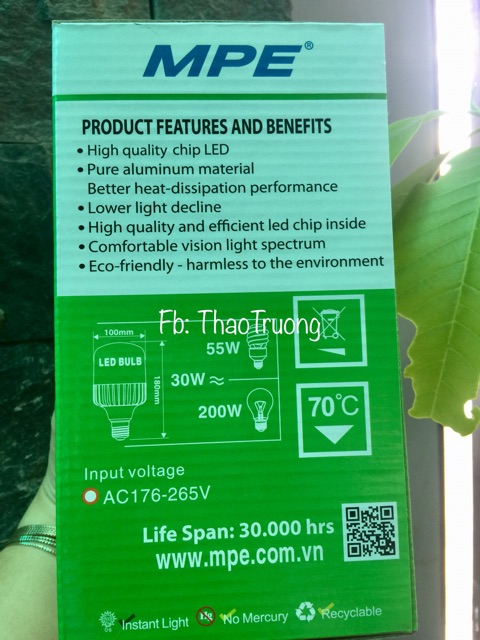 MPE®
PRODUCT FEATURES AND BENEFITS
• High quality chip LED
• Pure aluminum material
Better heat-dissipation performance
• Lower light decline
• High quality and efficient led chip inside
• Comfortable vision light spectrum
• Eco-friendly - harmless to the environment
Fb: ThaoTruong
100mm
LED BULB
180mm
55W
30W ≈
200W
70°C
Input voltage
AC176-265V
Life Span: 30.000 hrs
www.mpe.com.vn
Instant Light
Hg
No Mercury
Recyclable